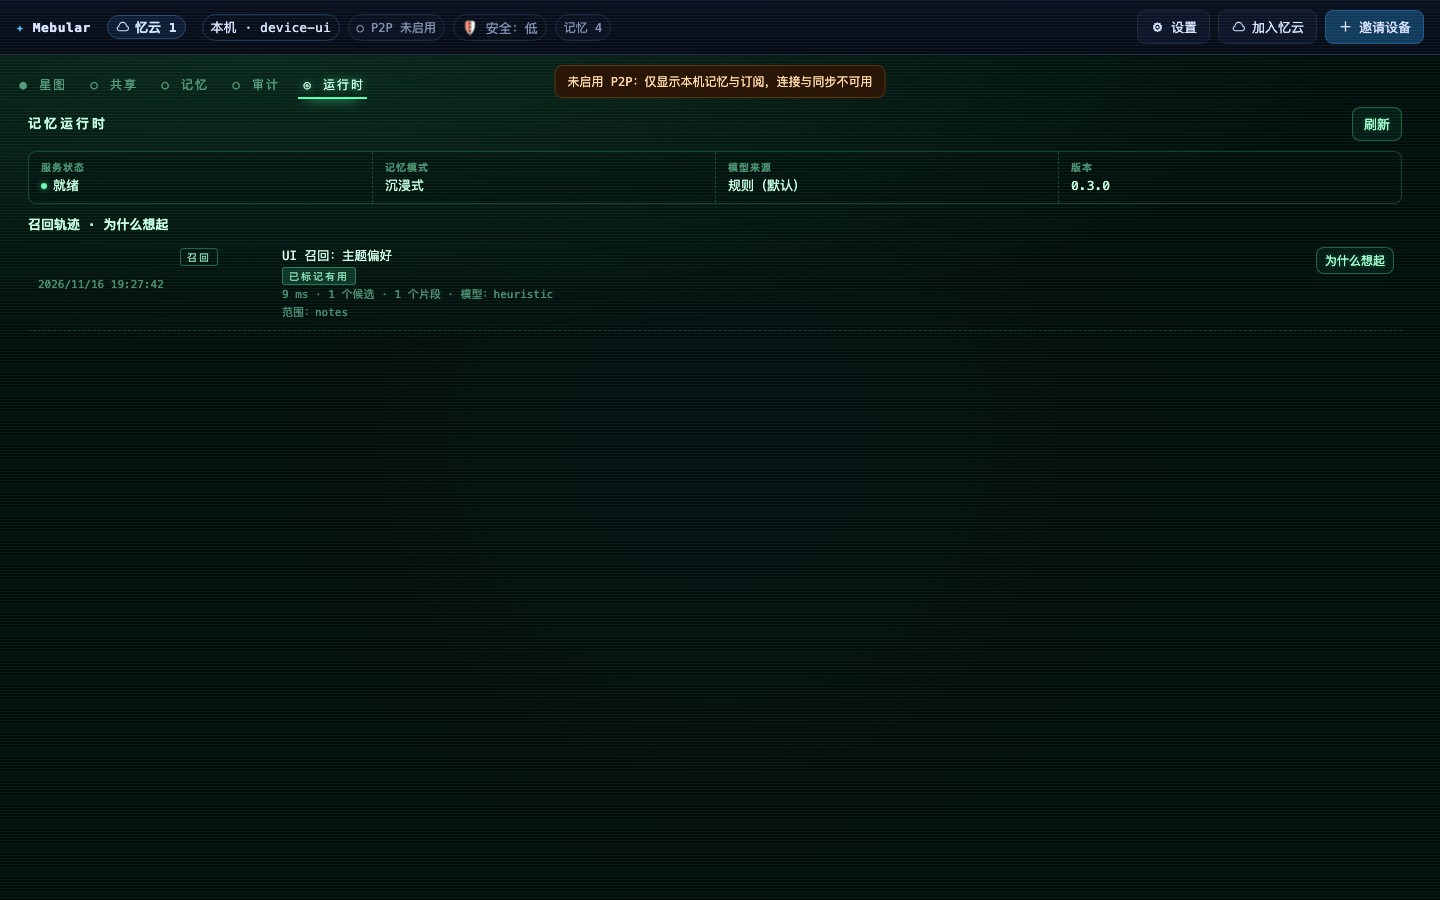 Mebular
忆云 1
本机 · device-ui
P2P 未启用
安全: 低
记忆 4
设置
加入忆云
邀请设备
星图
共享
记忆
审计
运行时
未启用 P2P: 仅显示本机记忆与订阅, 连接与同步不可用
记忆运行时
刷新
服务状态
就绪
记忆模式
沉浸式
模型来源
规则 (默认)
版本
0.3.0
召回轨迹 · 为什么想起
召回
2026/11/16 19:27:42
UI 召回: 主题偏好
已标记有用
9 ms · 1 个候选 · 1 个片段 · 模型: heuristic
范围: notes
为什么想起